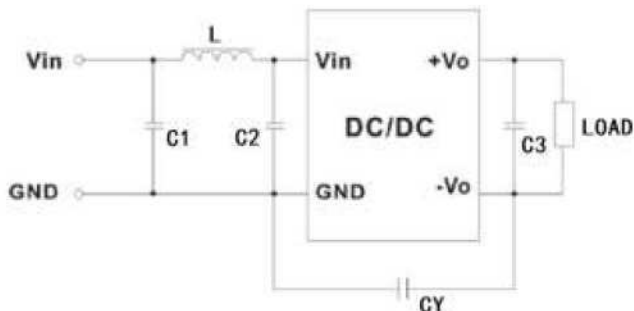 L
Vin
Vin
+Vo
C1
C2
DC/DC
C3
LOAD
GND
GND
-Vo
CY